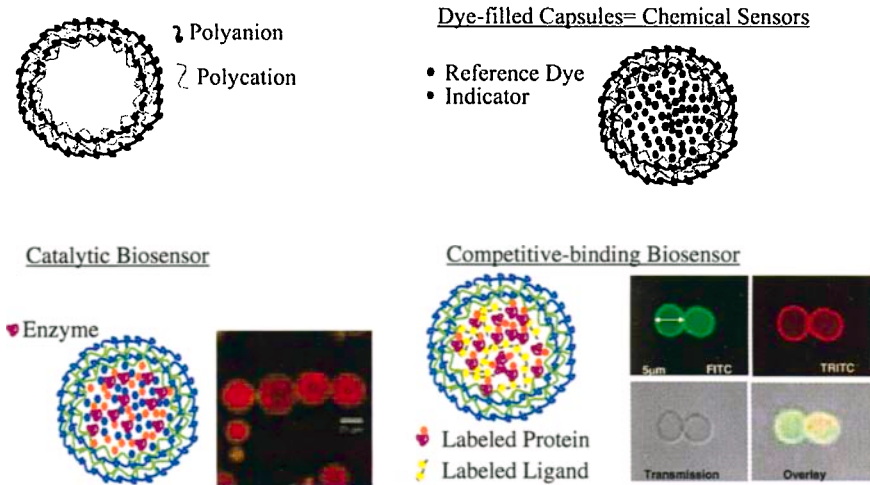 Polyanion
Polycation
Dye-filled Capsules= Chemical Sensors
Reference Dye
Indicator
Catalytic Biosensor
Enzyme
Competitive-binding Biosensor
Labeled Protein
Labeled Ligand
5μm FITC
TRITC
Transmission
Overlay